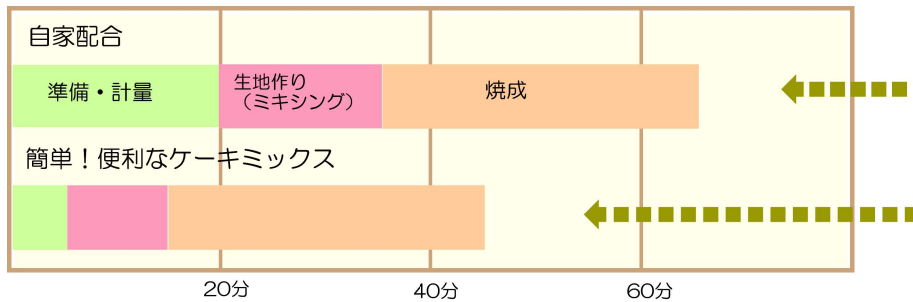 自家配合
準備・計量
生地作り
（ミキシング）
焼成
簡単！便利なケーキミックス
20分
40分
60分